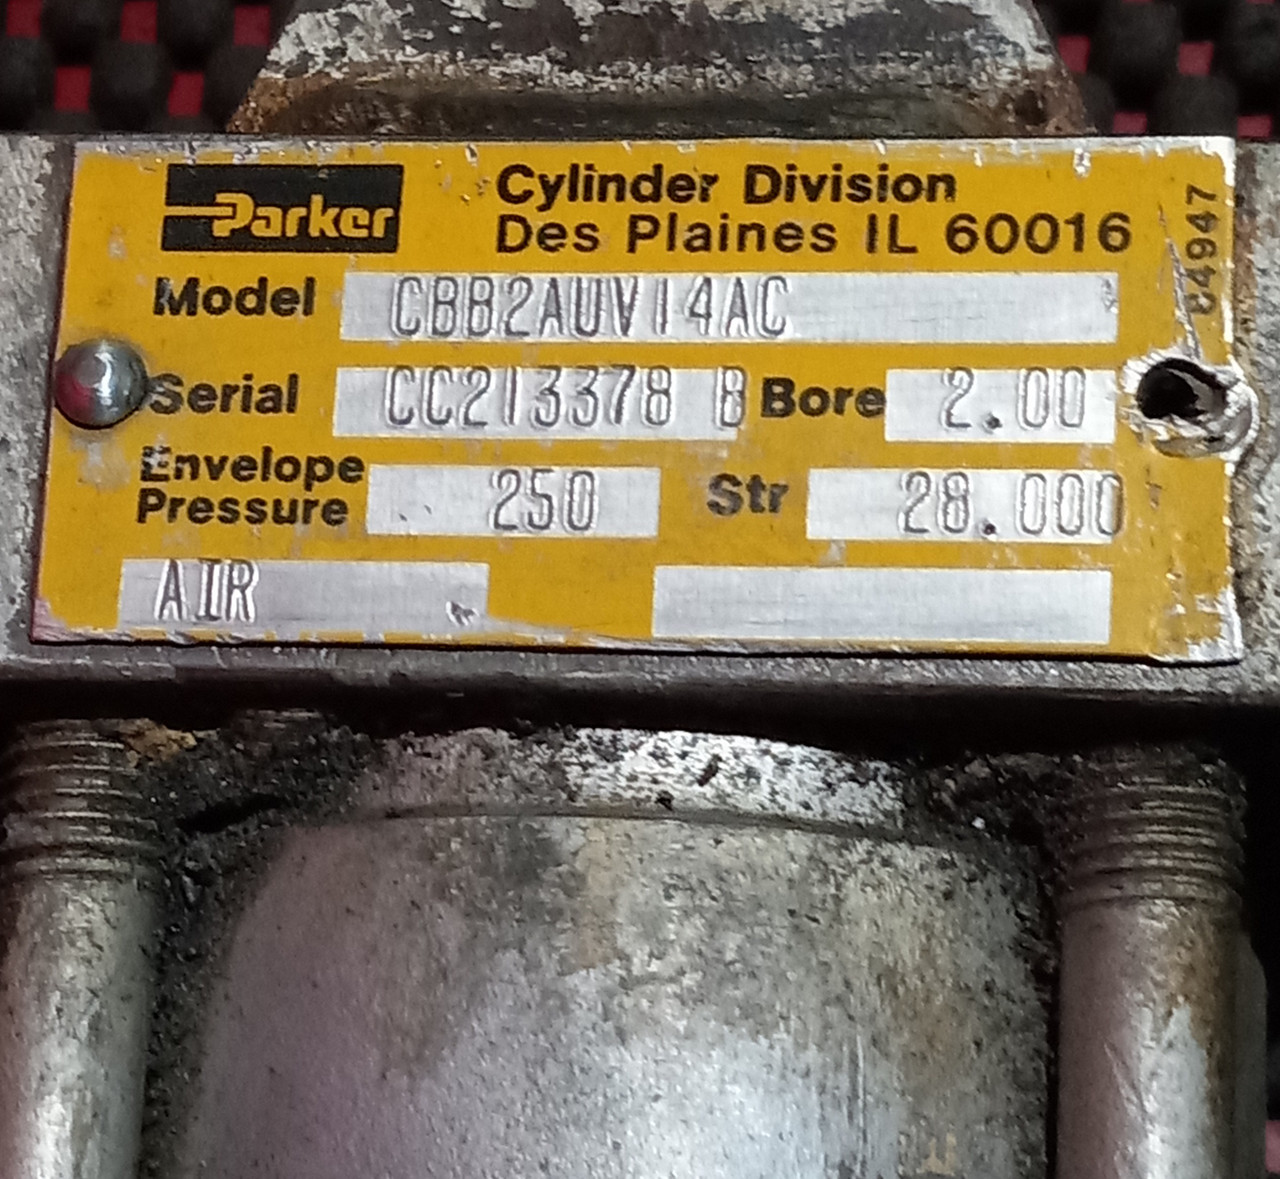 Parker
Cylinder Division
Des Plaines IL 60016
Model CBB2AUV14AC
Serial CC213378 B Bore 2.00
Envelope Pressure 250 Str 28.000
AIR